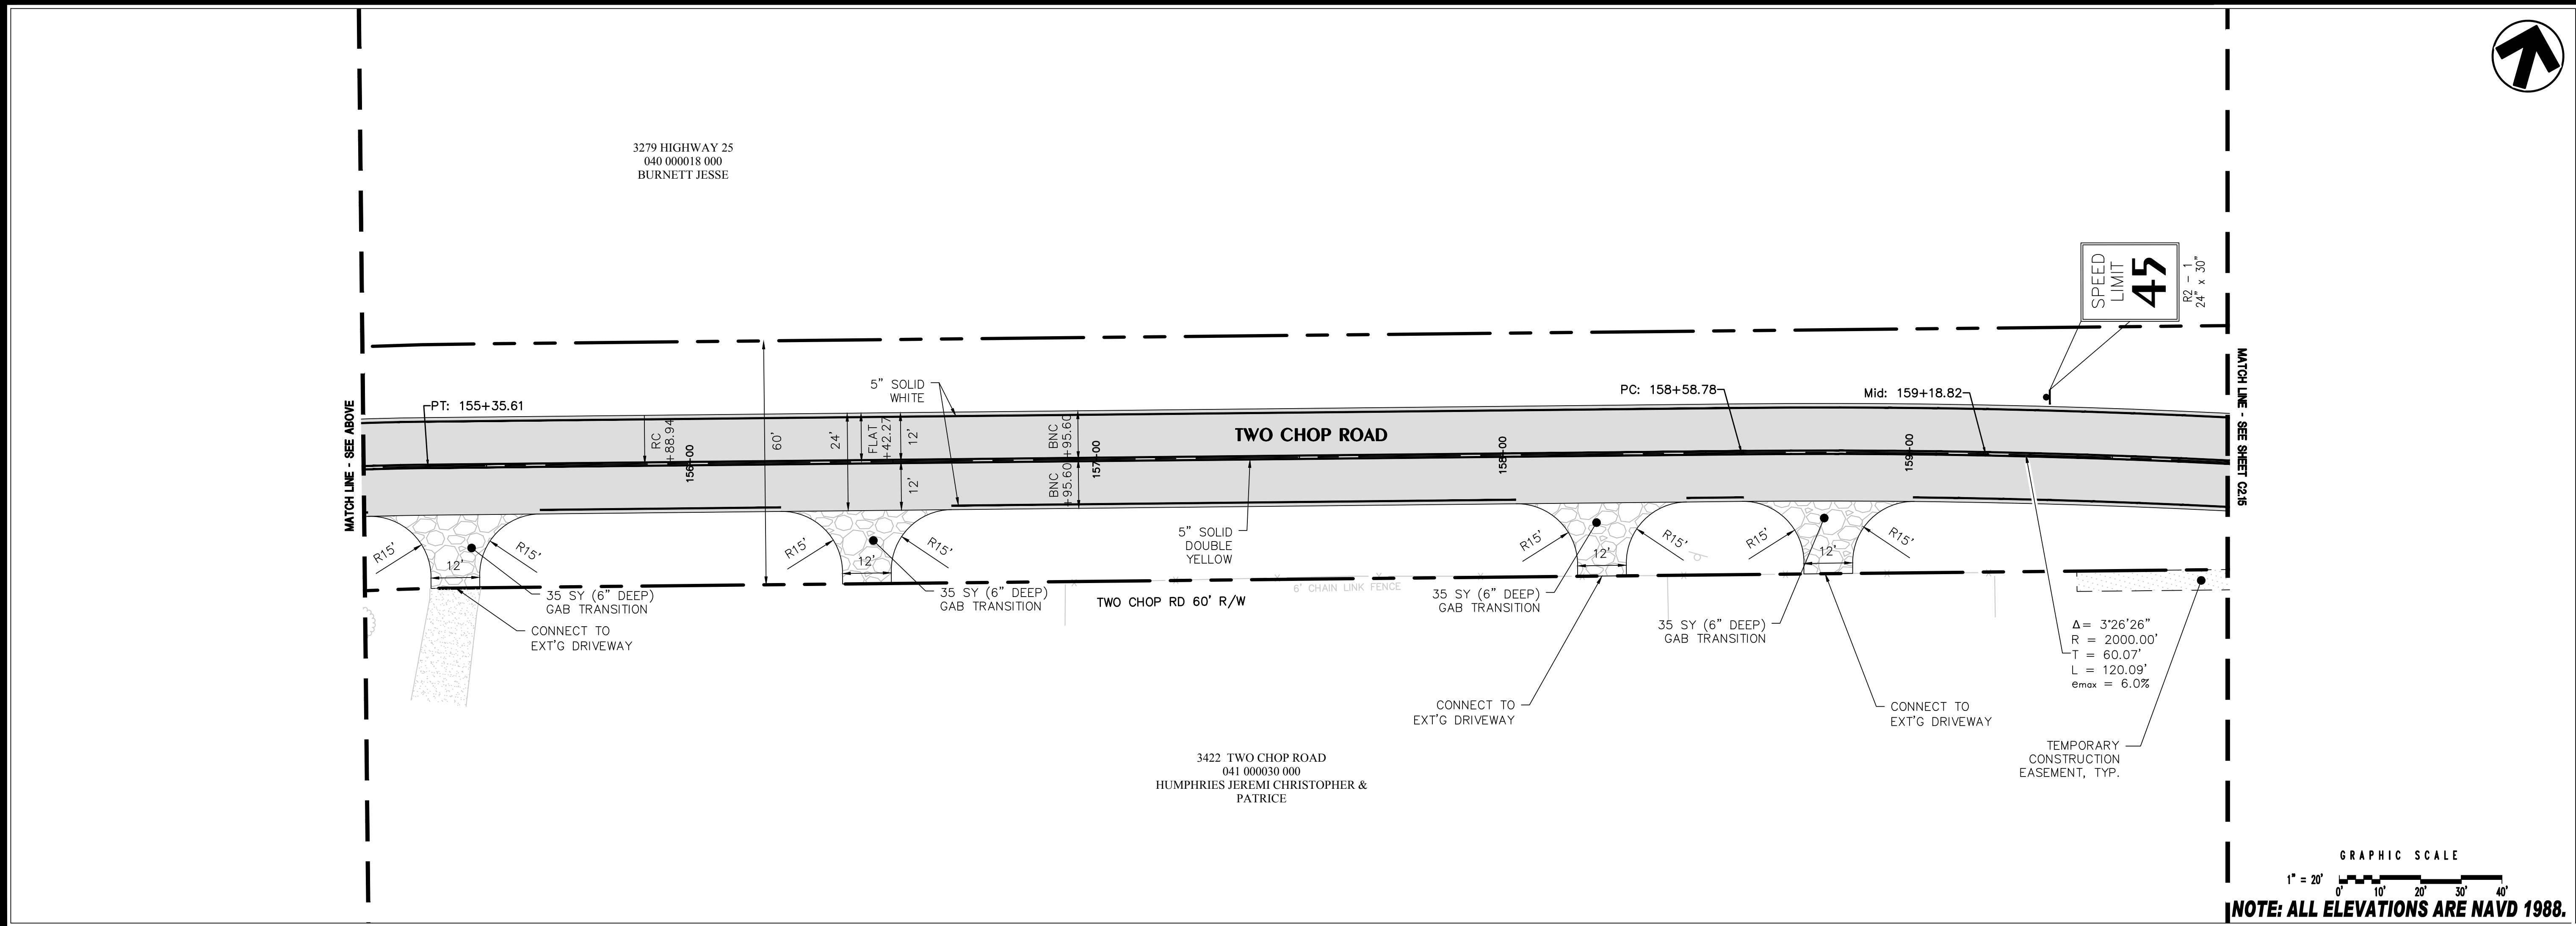 3279 HIGHWAY 25
040 000018 000
BURNETT JESSE
SPEED
LIMIT
45
R2 - 1
24" x 30"
MATCH LINE - SEE ABOVE
MATCH LINE - SEE SHEET C2.15
PT: 155+35.61
RC
+88.94
156+00
60'
24'
FLAT
+42.27
12'
12'
5" SOLID
WHITE
BNC
+95.60
BNC
+95.60
157+00
TWO CHOP ROAD
158+00
PC: 158+58.78
Mid: 159+18.82
159+00
5" SOLID
DOUBLE
YELLOW
R15'
12'
R15'
35 SY (6" DEEP)
GAB TRANSITION
CONNECT TO
EXT'G DRIVEWAY
R15'
12'
R15'
35 SY (6" DEEP)
GAB TRANSITION
TWO CHOP RD 60' R/W
6' CHAIN LINK FENCE
R15'
12'
R15'
35 SY (6" DEEP)
GAB TRANSITION
CONNECT TO
EXT'G DRIVEWAY
R15'
12'
R15'
35 SY (6" DEEP)
GAB TRANSITION
CONNECT TO
EXT'G DRIVEWAY
Δ= 3°26'26"
R = 2000.00'
T = 60.07'
L = 120.09'
emax = 6.0%
TEMPORARY
CONSTRUCTION
EASEMENT, TYP.
3422 TWO CHOP ROAD
041 000030 000
HUMPHRIES JEREMI CHRISTOPHER &
PATRICE
GRAPHIC SCALE
1" = 20'
0' 10' 20' 30' 40'
NOTE: ALL ELEVATIONS ARE NAVD 1988.